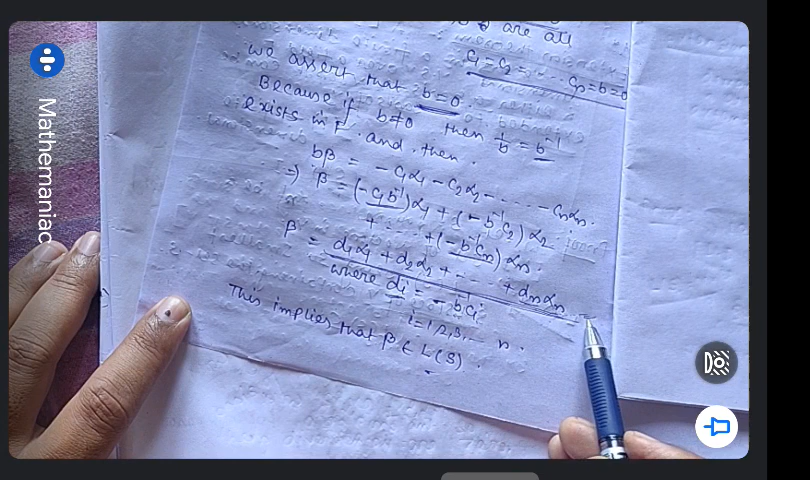 are all
we assert that b=0.
c₁=c₂=...cₙ=b=0
Because if b≠0 then 1/b = b⁻¹
exists in F. and then.
bβ = -c₁α₁ - c₂α₂ - .... - cₙαₙ.
=) β = (-c₁b⁻¹)α₁ + (-b⁻¹c₂)α₂
+ .... +(-b⁻¹cₙ)αₙ.
β = d₁α₁ + d₂α₂ + .... + dₙαₙ
where dᵢ = -b⁻¹cᵢ
i=1,2,3,... n.
This implies that β ∈ L(S).
Mathemaniac